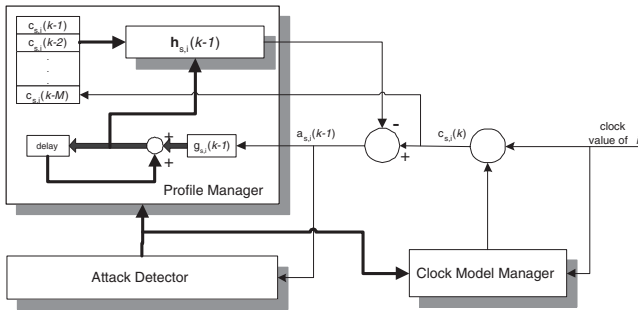 c_s,i(k-1)
c_s,i(k-2)
.
.
.
c_s,i(k-M)
h_s,i(k-1)
-
+
a_s,i(k-1)
c_s,i(k)
clock
value of
delay
+
+
g_s,i(k-1)
Profile Manager
Attack Detector
Clock Model Manager